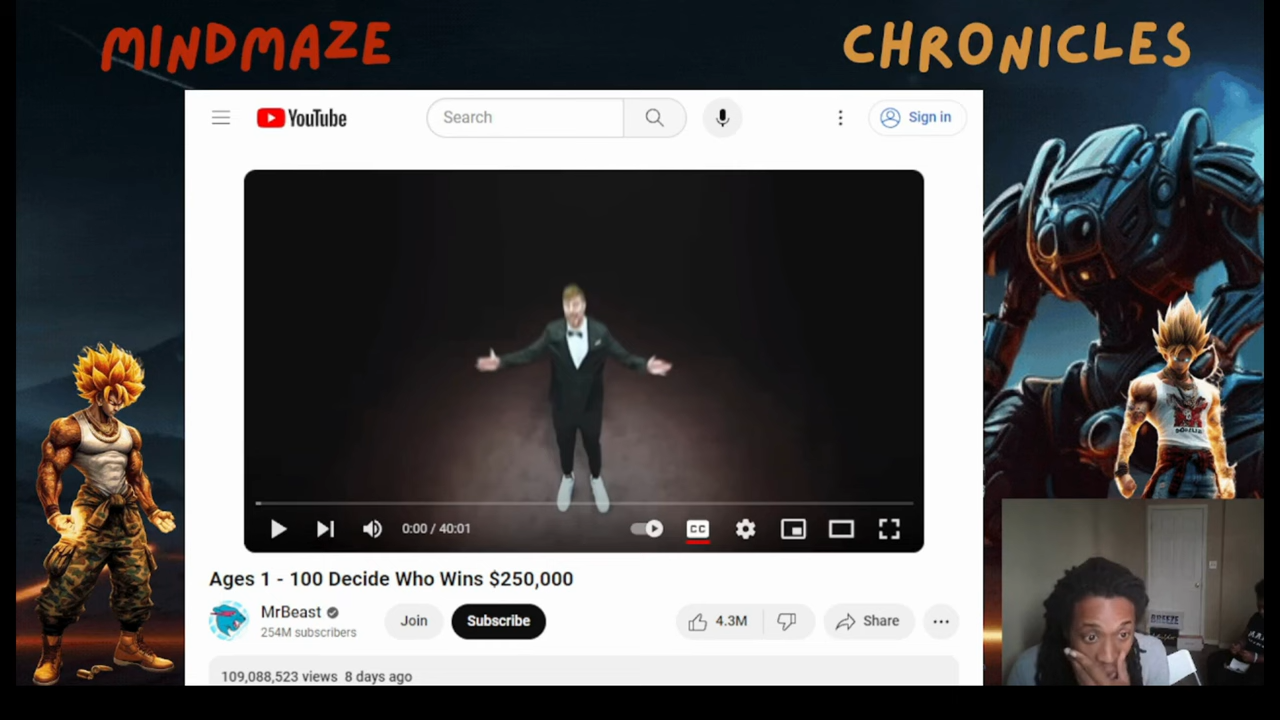 MINDMAZE CHRONICLES
YouTube
Search
Sign in
0:00 / 40:01
CC
Ages 1 - 100 Decide Who Wins $250,000
MrBeast
254M subscribers
Join
Subscribe
4.3M
Share
109,088,523 views 8 days ago